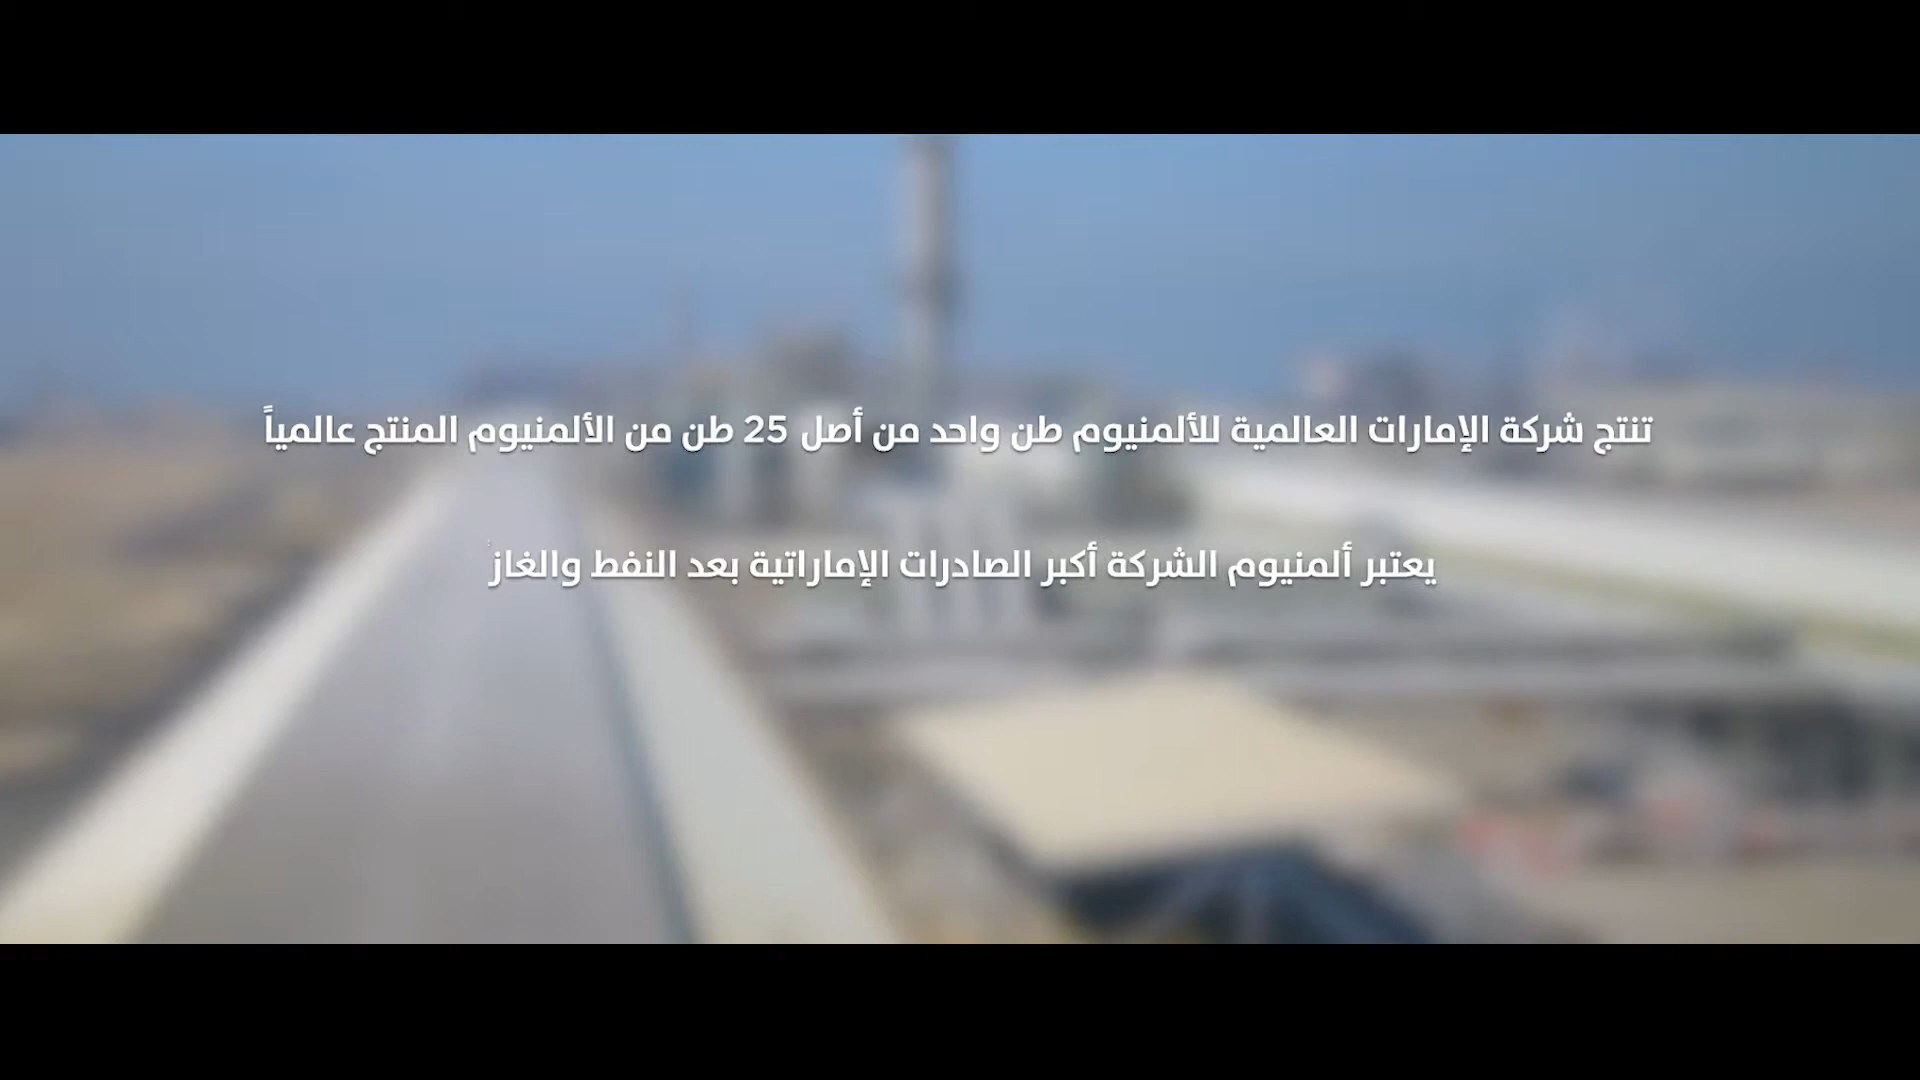 تنتج شركة الإمارات العالمية للألمنيوم طن واحد من أصل 25 طن من الألمنيوم المنتج عالمياً
يعتبر ألمنيوم الشركة أكبر الصادرات الإماراتية بعد النفط والغاز